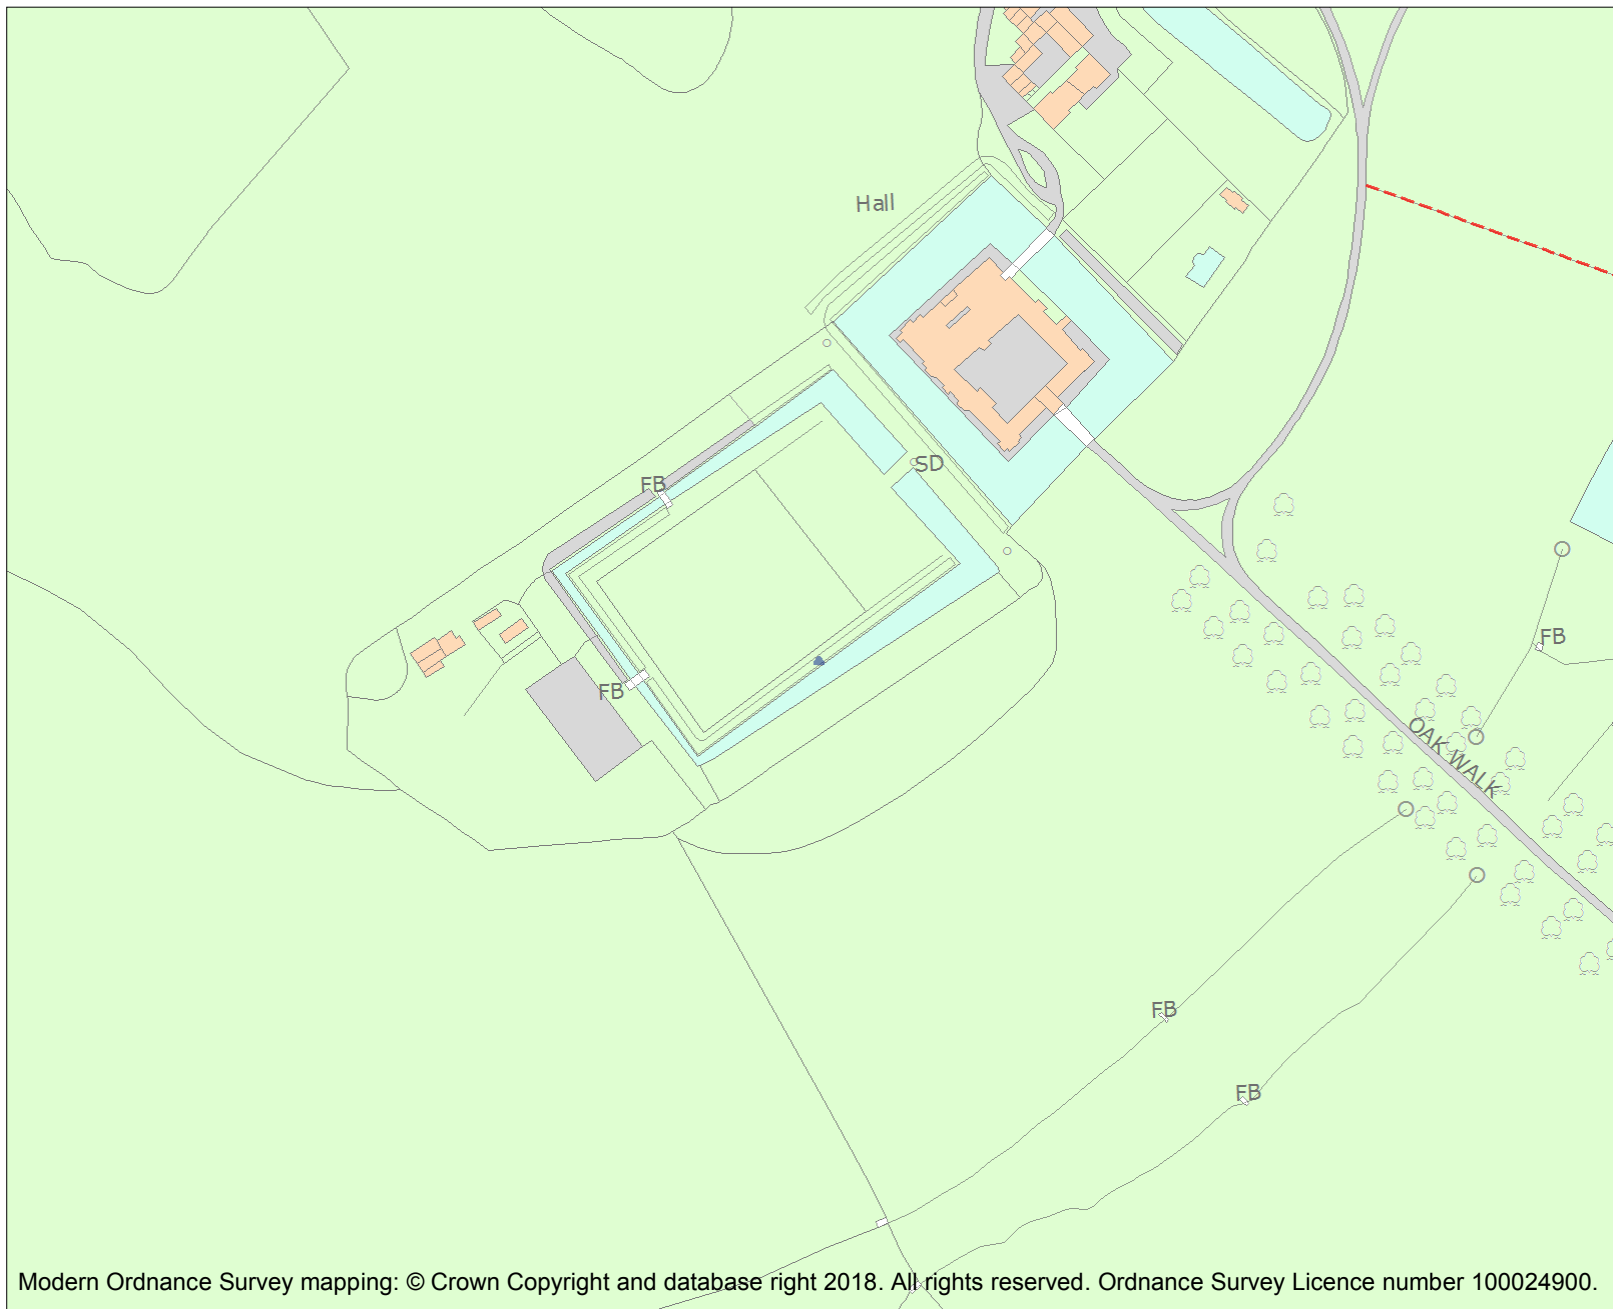 Hall
SD
FB
FB
FB
OAK WALK
FB
FB
Modern Ordnance Survey mapping: © Crown Copyright and database right 2018. All rights reserved. Ordnance Survey Licence number 100024900.